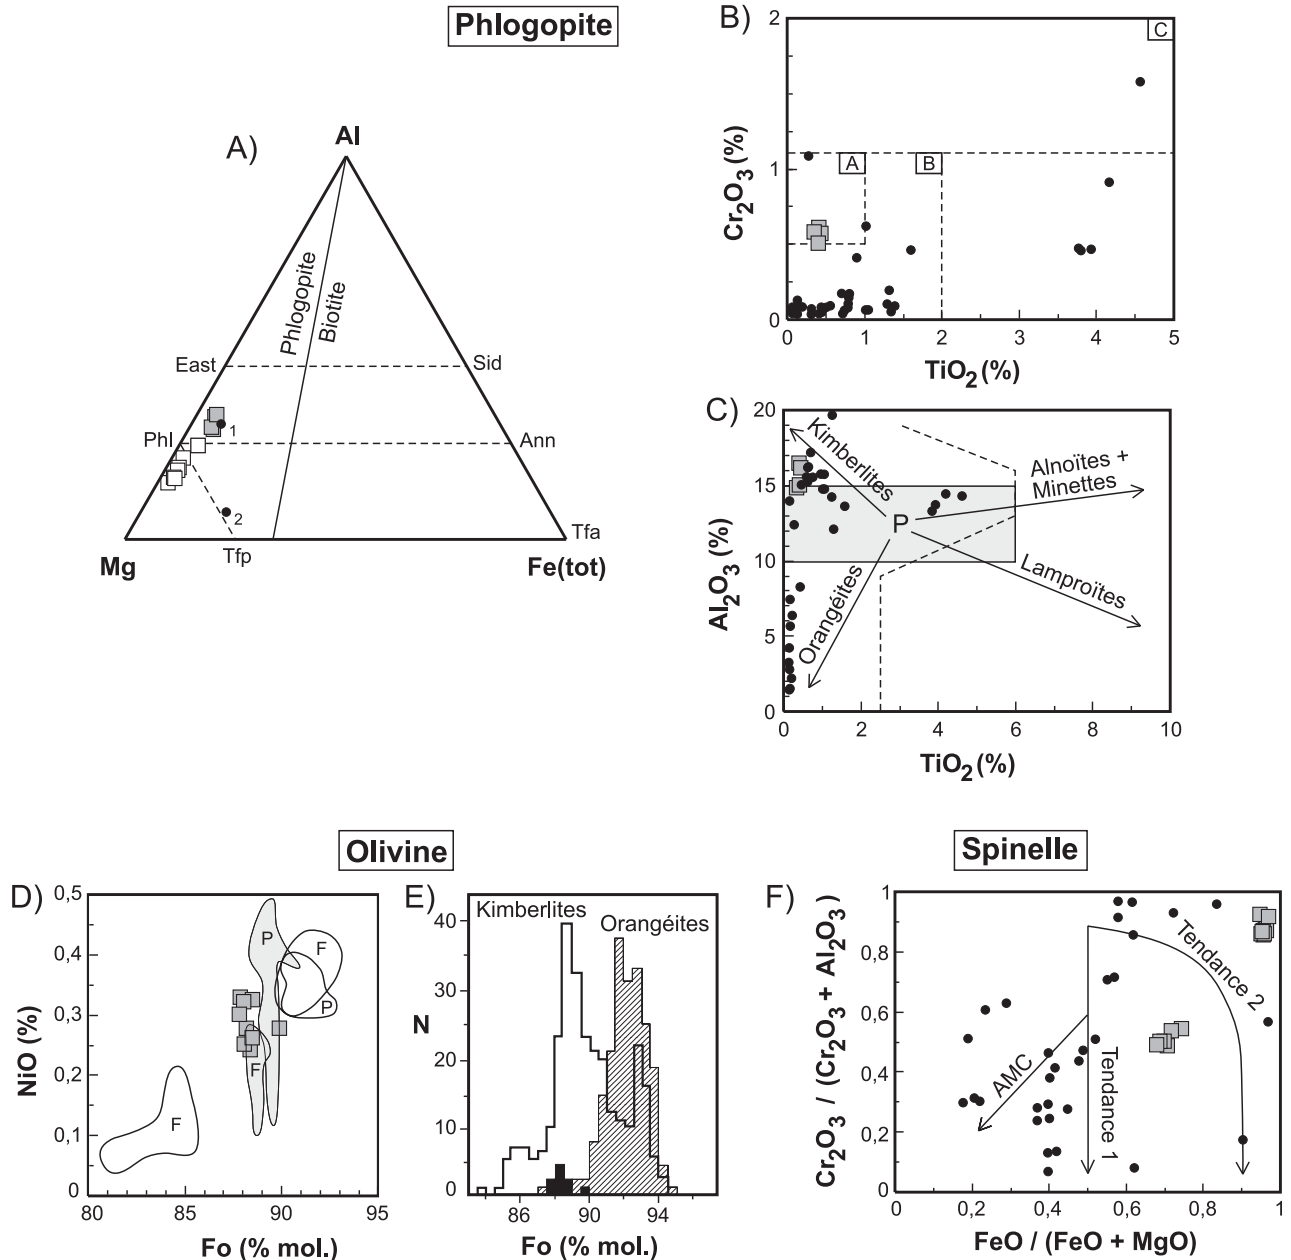 Phlogopite
A)
Al
Phlogopite
Biotite
East
Sid
Phl
Ann
1
2
Tfa
Tfp
Mg
Fe(tot)
B)
2
1
0
Cr2O3 (%)
A
B
C
0 1 2 3 4 5
TiO2 (%)
C)
20
15
10
5
0
Al2O3 (%)
Kimberlites
Alnoïtes +
Minettes
P
Lamproïtes
Orangéites
0 2 4 6 8 10
TiO2 (%)
Olivine
D)
0,5
0,4
0,3
0,2
0,1
0
NiO (%)
P
F
P
F
F
80 85 90 95
Fo (% mol.)
E)
40
30
20
10
0
N
Kimberlites
Orangéites
86 90 94
Fo (% mol.)
Spinelle
F)
1
0,8
0,6
0,4
0,2
0
Cr2O3 / (Cr2O3 + Al2O3)
Tendance 2
AMC
Tendance 1
0 0,2 0,4 0,6 0,8 1
FeO / (FeO + MgO)